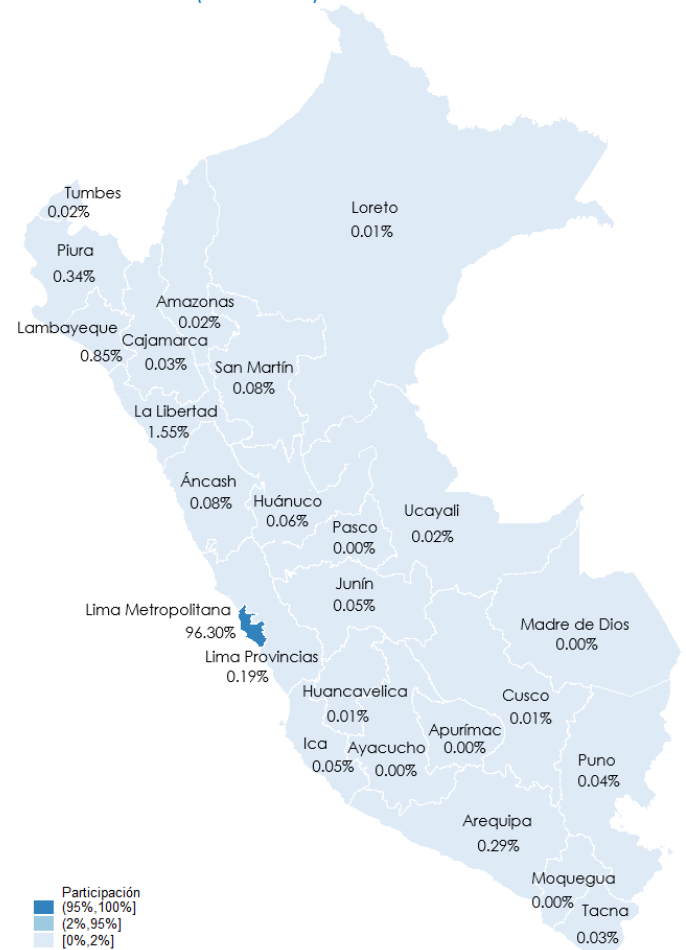 Tumbes
0.02%
Loreto
0.01%
Piura
0.34%
Amazonas
0.02%
Lambayeque
0.85%
Cajamarca
0.03%
San Martín
0.08%
La Libertad
1.55%
Áncash
0.08%
Huánuco
0.06%
Ucayali
0.02%
Pasco
0.00%
Junín
0.05%
Lima Metropolitana
96.30%
Madre de Dios
0.00%
Lima Provincias
0.19%
Huancavelica
0.01%
Cusco
0.01%
Apurímac
0.00%
Ica
0.05%
Ayacucho
0.00%
Puno
0.04%
Arequipa
0.29%
Moquegua
0.00%
Tacna
0.03%
Participación
(95%,100%]
(2%,95%]
[0%,2%]